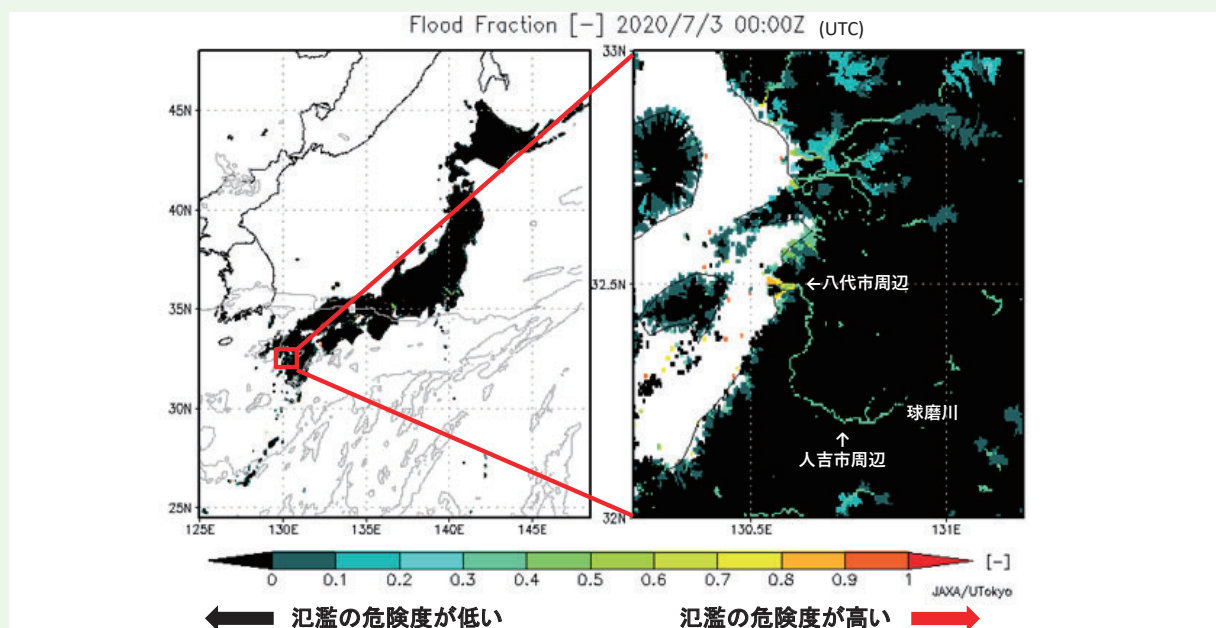 Flood Fraction [-] 2020/7/3 00:00Z (UTC)
45N
40N
35N
30N
25N
125E 130E 135E 140E 145E
33N
32.5N
32N
130.5E 131E
←八代市周辺
球磨川
↑
人吉市周辺
0 0.1 0.2 0.3 0.4 0.5 0.6 0.7 0.8 0.9 1 [-]
JAXA/UTokyo
氾濫の危険度が低い 氾濫の危険度が高い